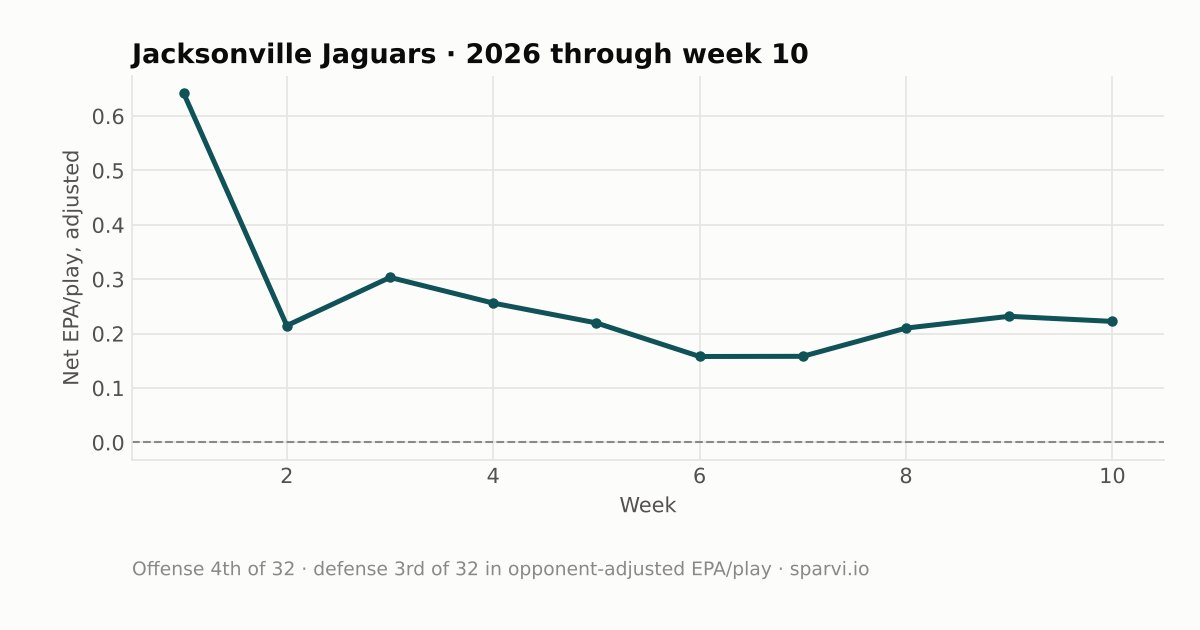 Jacksonville Jaguars · 2026 through week 10
Net EPA/play, adjusted
0.6
0.5
0.4
0.3
0.2
0.1
0.0
2 4 6 8 10
Week
Offense 4th of 32 · defense 3rd of 32 in opponent-adjusted EPA/play · sparvi.io